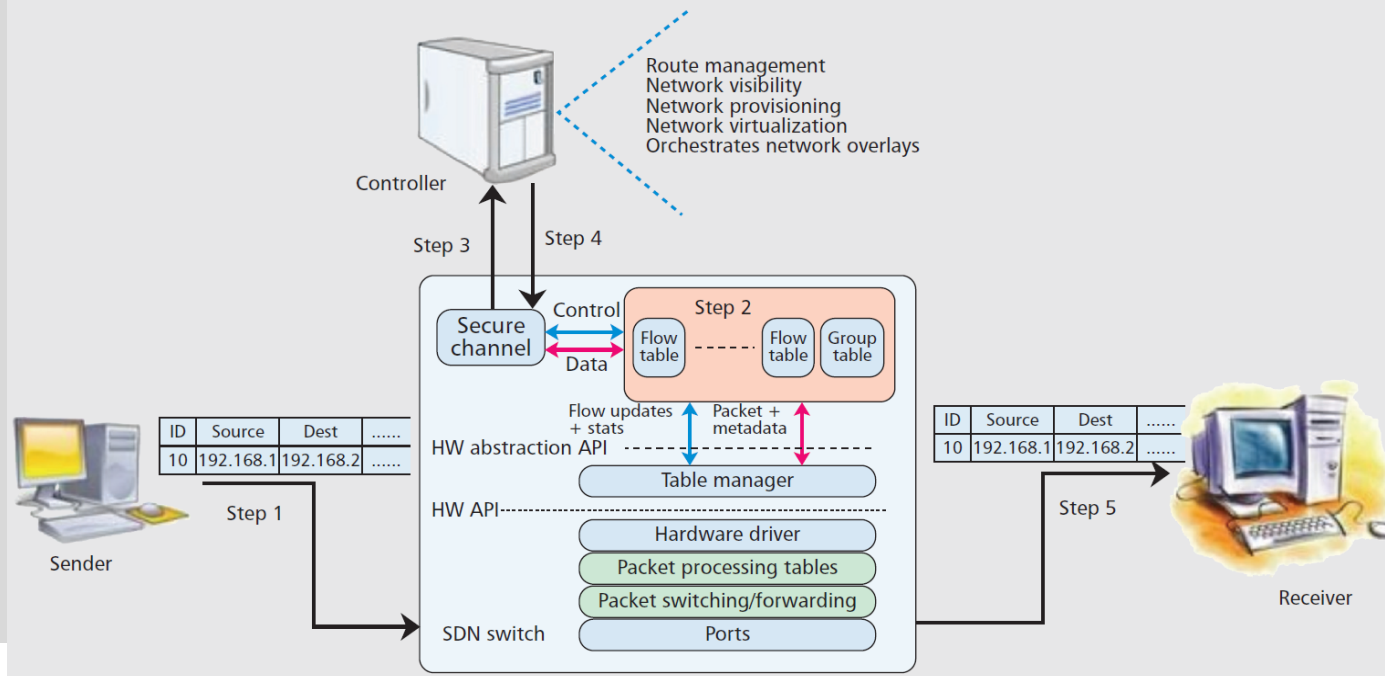 Route management
Network visibility
Network provisioning
Network virtualization
Orchestrates network overlays
Controller
Step 3
Step 4
Control
Step 2
Secure
channel
Flow
table
Flow
table
Group
table
Data
Flow updates
+ stats
Packet +
metadata
HW abstraction API
Table manager
HW API
Hardware driver
Packet processing tables
Packet switching/forwarding
SDN switch
Ports
ID Source Dest ......
10 192.168.1 192.168.2 ......
Step 1
Sender
ID Source Dest ......
10 192.168.1 192.168.2 ......
Step 5
Receiver